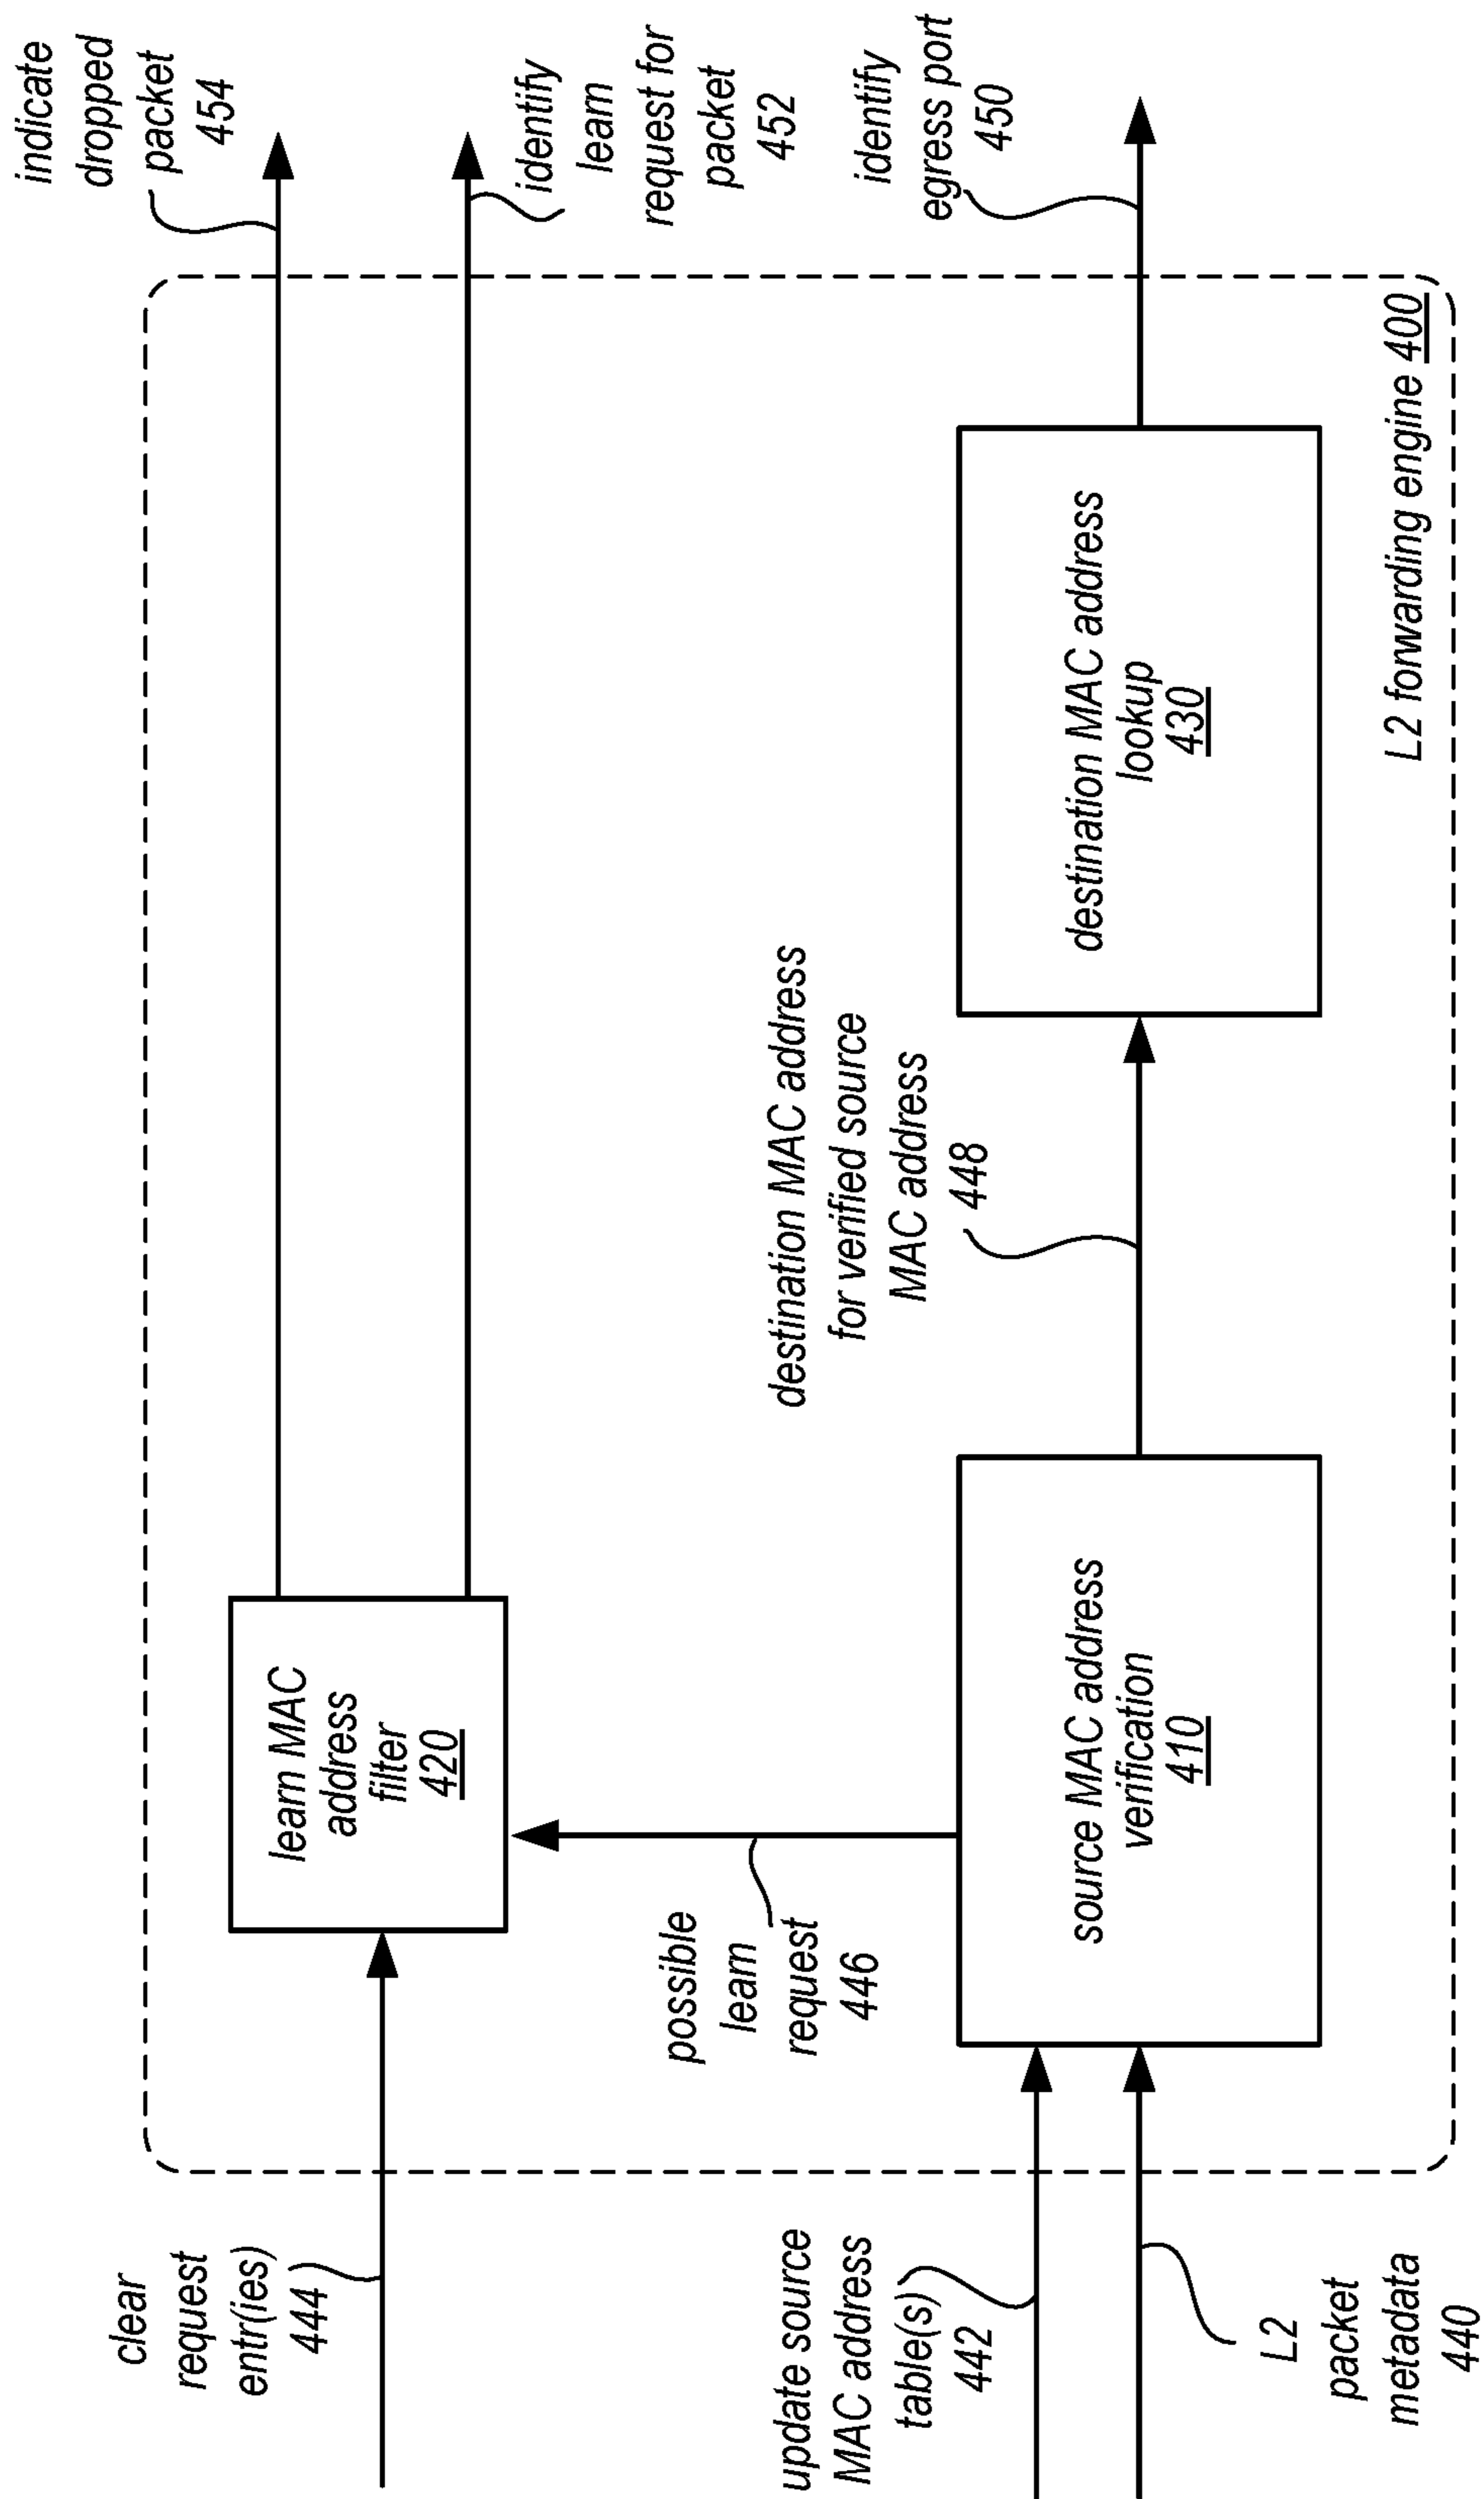 clear
request
entr(ies)
444
update source
MAC address
table(s)
442
L2
packet
metadata
440
learn MAC
address
filter
420
possible
learn
request
446
source MAC address
verification
410
destination MAC address
for verified source
MAC address
448
destination MAC address
lookup
430
L2 forwarding engine 400
indicate
dropped
packet
454
identity
learn
request for
packet
452
identity
egress port
450